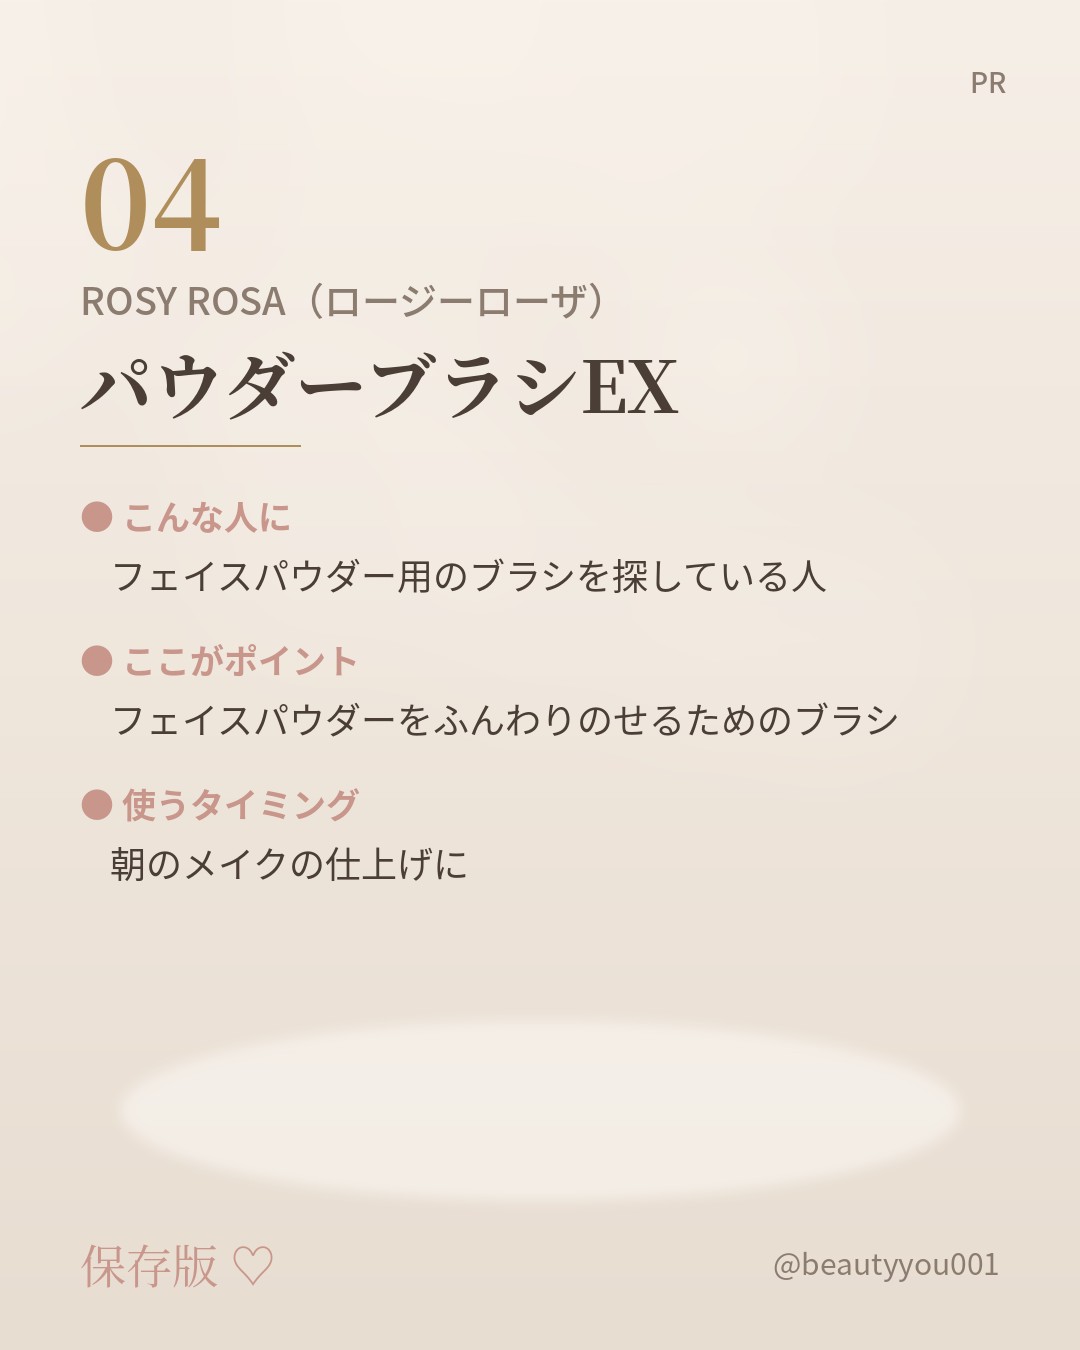 PR
04
ROSY ROSA（ロージーローザ）
パウダーブラシEX
● こんな人に
フェイスパウダー用のブラシを探している人
● ここがポイント
フェイスパウダーをふんわりのせるためのブラシ
● 使うタイミング
朝のメイクの仕上げに
保存版 ♡
@beautyyou001